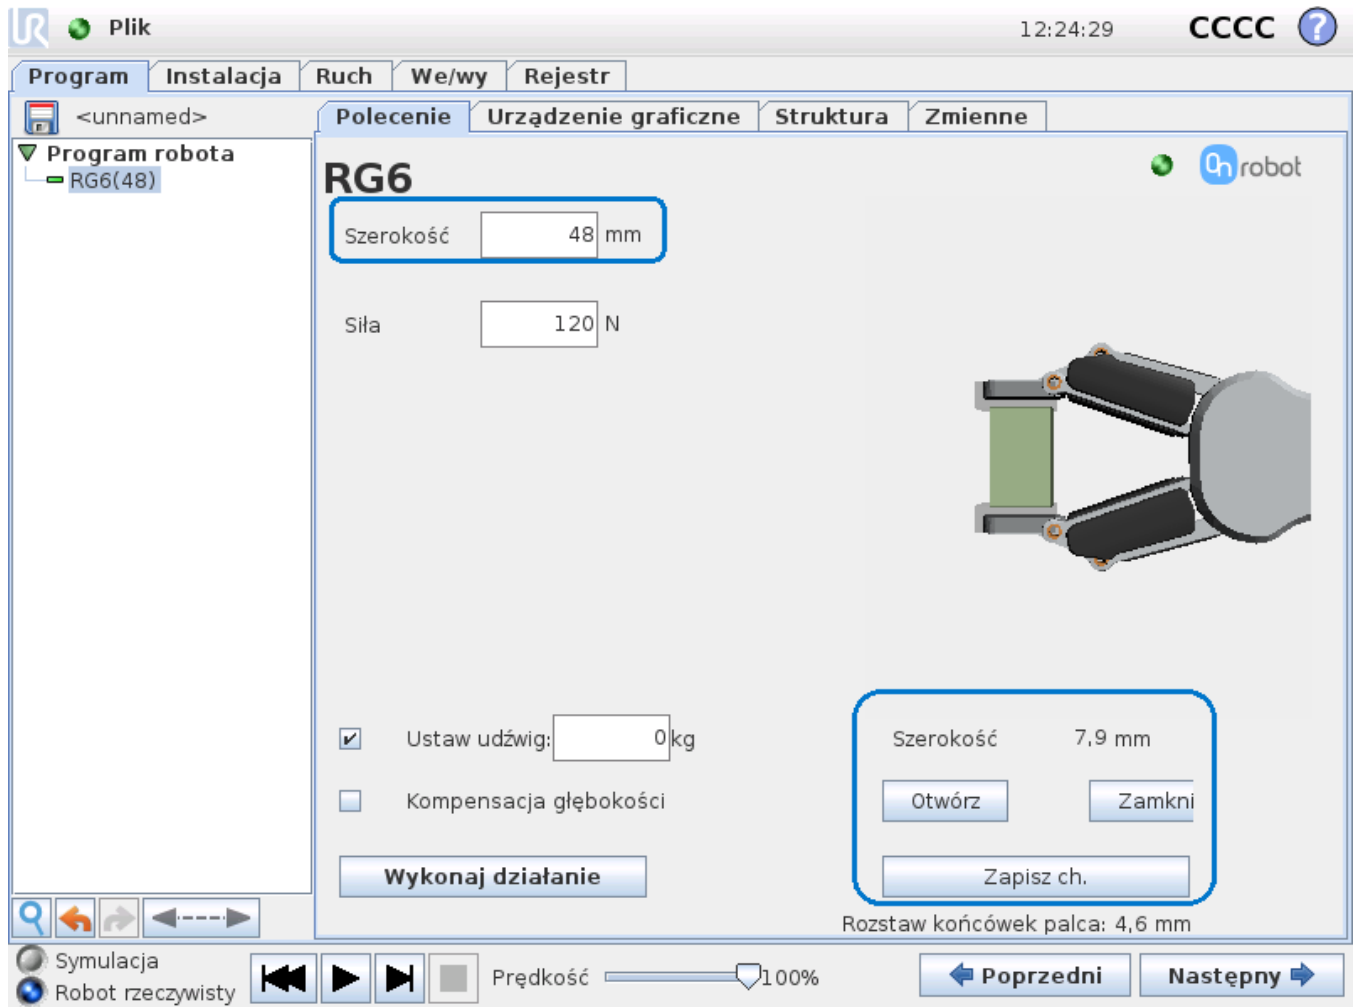 UR Plik 12:24:29 CCCC ?
Program Instalacja Ruch We/wy Rejestr
<unnamed>
Polecenie Urządzenie graficzne Struktura Zmienne
Program robota
RG6(48)
RG6
On robot
Szerokość 48 mm
Siła 120 N
Ustaw udźwig: 0 kg
Szerokość 7,9 mm
Kompensacja głębokości
Otwórz Zamkni
Wykonaj działanie
Zapisz ch.
Rozstaw końcówek palca: 4,6 mm
Symulacja
Robot rzeczywisty
Prędkość 100%
Poprzedni Następny